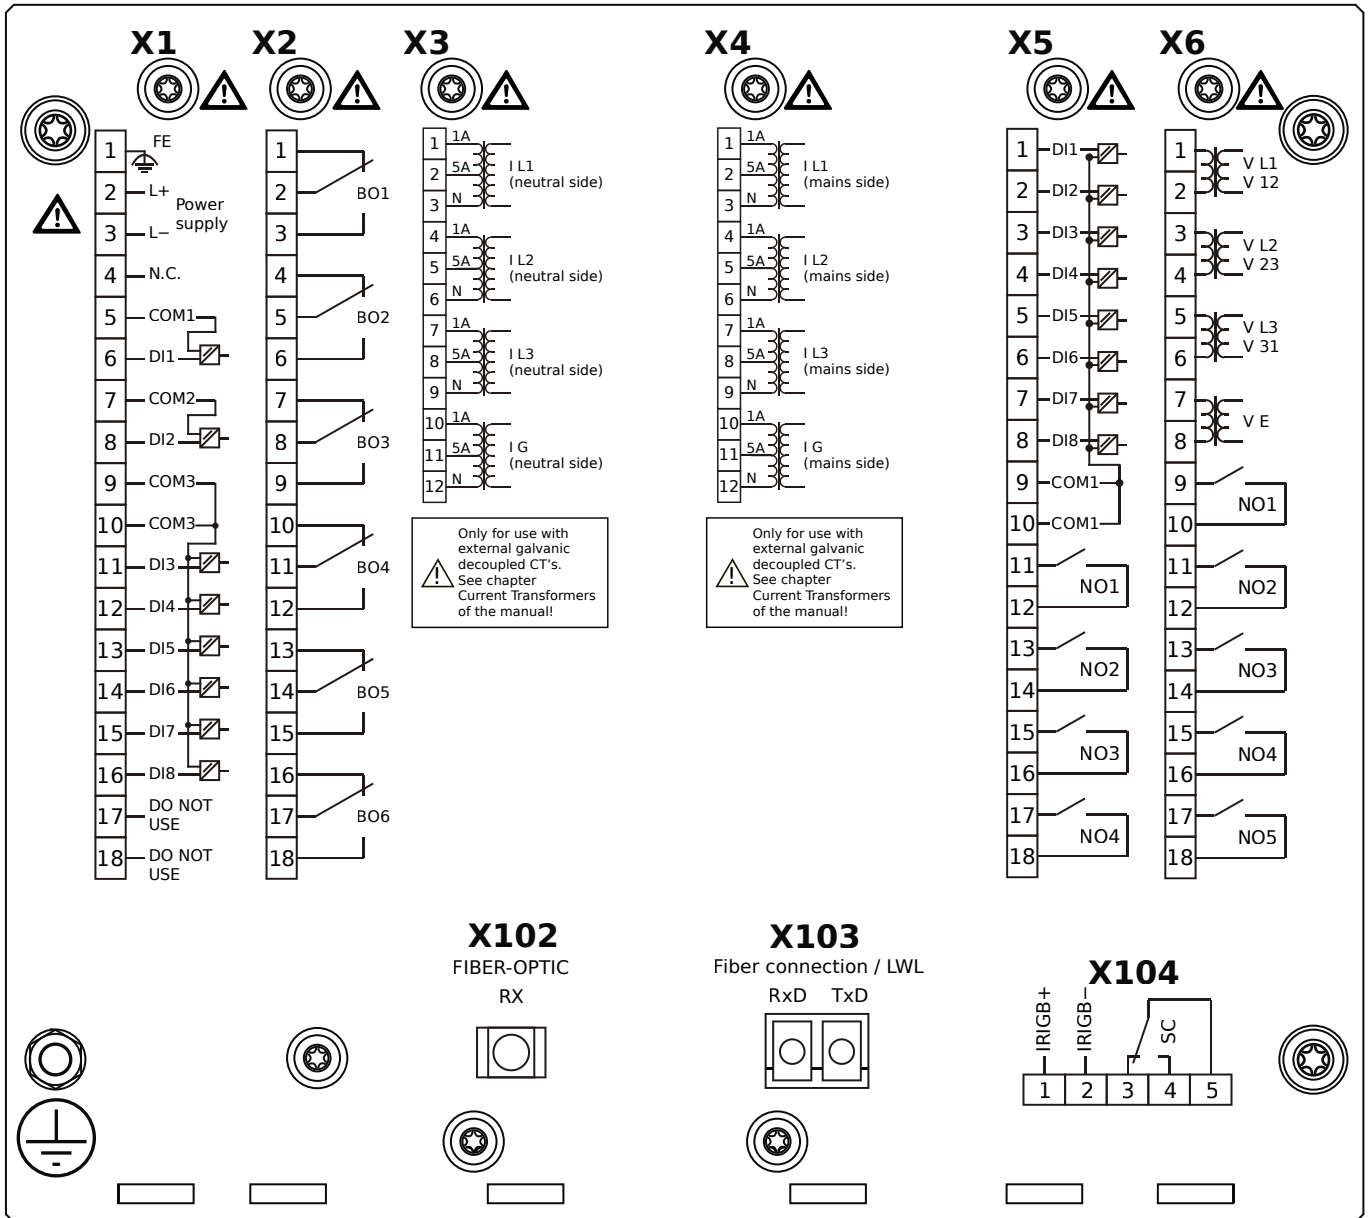 X1
X2
X3
X4
X5
X6
1
FE
2
L+
Power
supply
3
L−
4
N.C.
5
COM1
6
DI1
7
COM2
8
DI2
9
COM3
10
COM3
11
DI3
12
DI4
13
DI5
14
DI6
15
DI7
16
DI8
17
DO NOT
USE
18
DO NOT
USE
1
2
BO1
3
4
5
BO2
6
7
8
BO3
9
10
11
BO4
12
13
14
BO5
15
16
17
BO6
18
1
1A
2
5A
3
N
I L1
(neutral side)
4
1A
5
5A
6
N
I L2
(neutral side)
7
1A
8
5A
9
N
I L3
(neutral side)
10
1A
11
5A
12
N
I G
(neutral side)
Only for use with
external galvanic
decoupled CT’s.
See chapter
Current Transformers
of the manual!
1
1A
2
5A
3
N
I L1
(mains side)
4
1A
5
5A
6
N
I L2
(mains side)
7
1A
8
5A
9
N
I L3
(mains side)
10
1A
11
5A
12
N
I G
(mains side)
Only for use with
external galvanic
decoupled CT’s.
See chapter
Current Transformers
of the manual!
1
DI1
2
DI2
3
DI3
4
DI4
5
DI5
6
DI6
7
DI7
8
DI8
9
COM1
10
COM1
11
NO1
12
13
NO2
14
15
NO3
16
17
NO4
18
1
V L1
V 12
2
3
V L2
V 23
4
5
V L3
V 31
6
7
V E
8
9
NO1
10
11
NO2
12
13
NO3
14
15
NO4
16
17
NO5
18
X102
FIBER-OPTIC
RX
X103
Fiber connection / LWL
RxD TxD
X104
IRIGB+
IRIGB−
SC
1 2 3 4 5